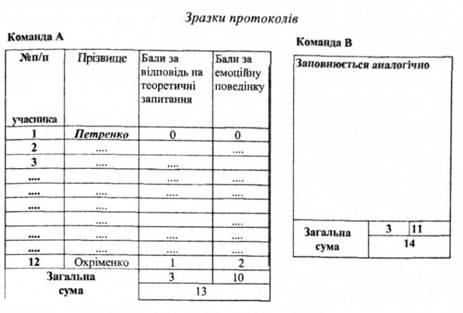 Зразки протоколів
Команда А
№п/п учасника Прізвище Бали за відповідь на теоретичні запитання Бали за емоційну поведінку
1 Петренко 0 0
2 .... ....
3 .... .... ....
.... .... .... ....
.... .... .... ....
.... .... ....
.... ....
.... .... .... ....
.... .... .... ....
12 Охріменко 1 2
Загальна сума 3 10
13
Команда В
Заповнюється аналогічно
Загальна сума 3 11
14